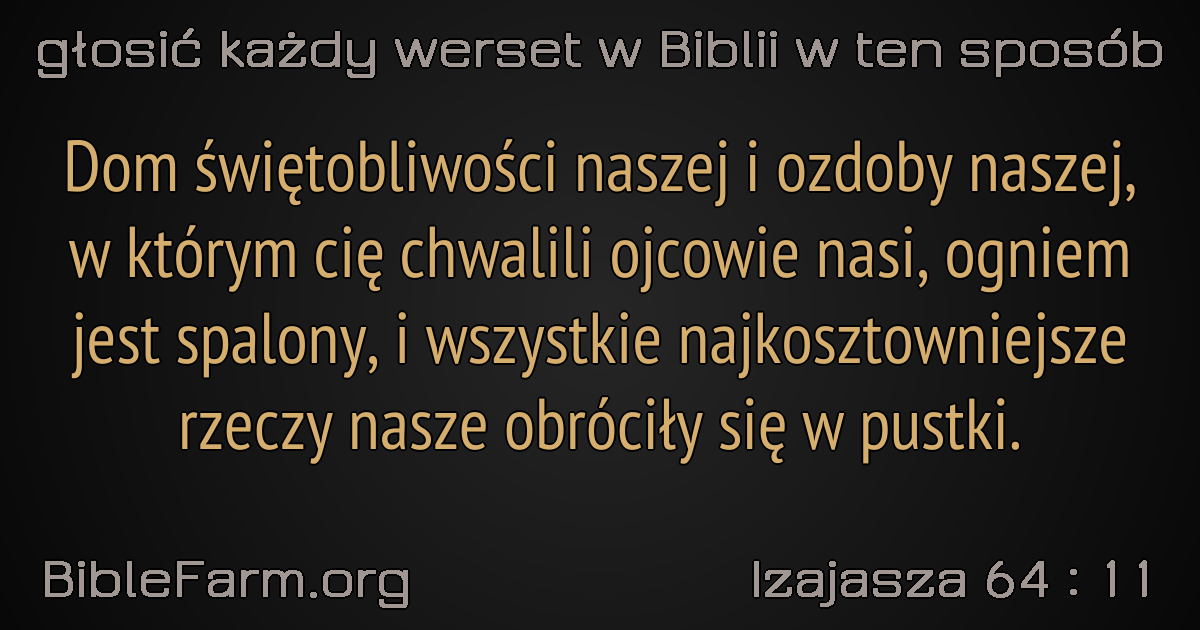 głosić każdy werset w Biblii w ten sposób
Dom świętobliwości naszej i ozdoby naszej,
w którym cię chwalili ojcowie nasi, ogniem
jest spalony, i wszystkie najkosztowniejsze
rzeczy nasze obróciły się w pustki.
BibleFarm.org
Izajasza 64 : 11